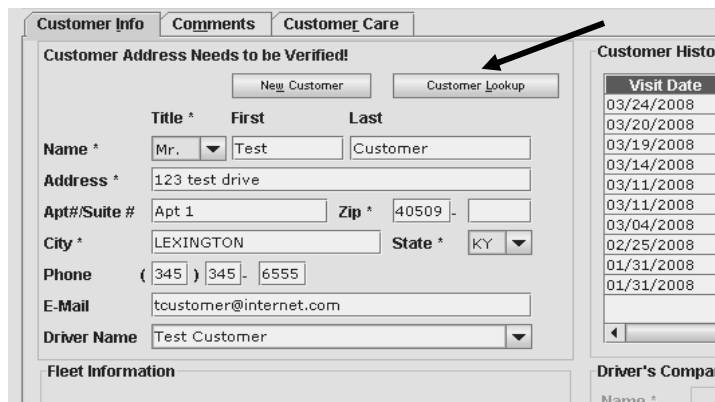 Customer Info Comments Customer Care
Customer Address Needs to be Verified!
New Customer Customer Lookup
Title * First Last
Name * Mr. Test Customer
Address * 123 test drive
Apt#/Suite # Apt 1 Zip * 40509 -
City * LEXINGTON State * KY
Phone ( 345 ) 345 - 6555
E-Mail tcustomer@internet.com
Driver Name Test Customer
Fleet Information
Customer Histo
Visit Date
03/24/2008
03/20/2008
03/19/2008
03/14/2008
03/11/2008
03/11/2008
03/04/2008
02/25/2008
01/31/2008
01/31/2008
Driver's Compa
Name *